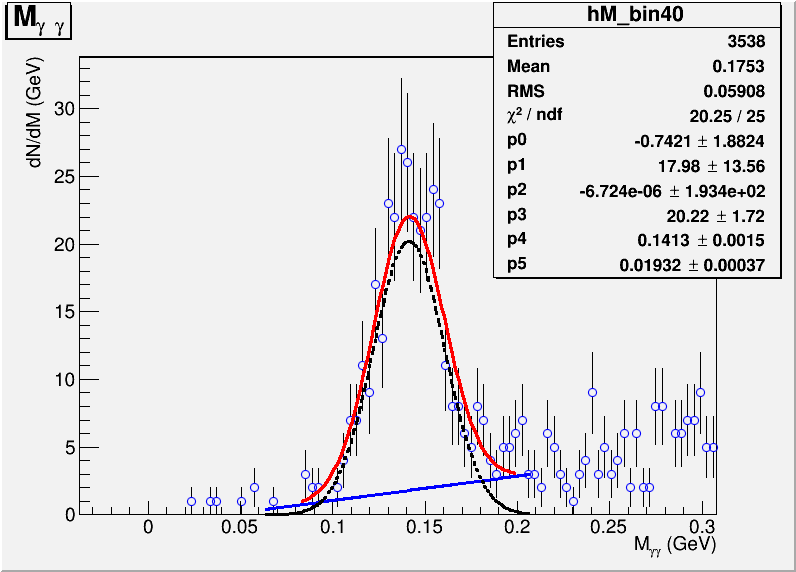 M_γ γ
hM_bin40
Entries 3538
Mean 0.1753
RMS 0.05908
χ² / ndf 20.25 / 25
p0 -0.7421 ± 1.8824
p1 17.98 ± 13.56
p2 -6.724e-06 ± 1.934e+02
p3 20.22 ± 1.72
p4 0.1413 ± 0.0015
p5 0.01932 ± 0.00037
dN/dM (GeV)
30
25
20
15
10
5
0
0 0.05 0.1 0.15 0.2 0.25 0.3
M_γγ (GeV)